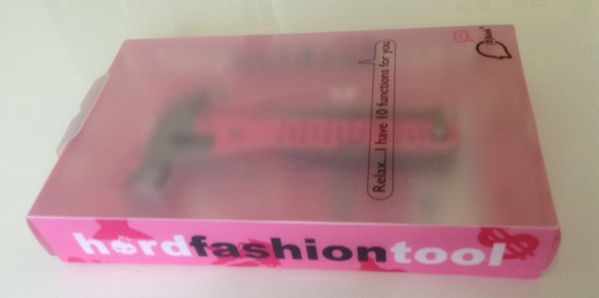 Relax....I have 10 functions for you
hardfashiontool